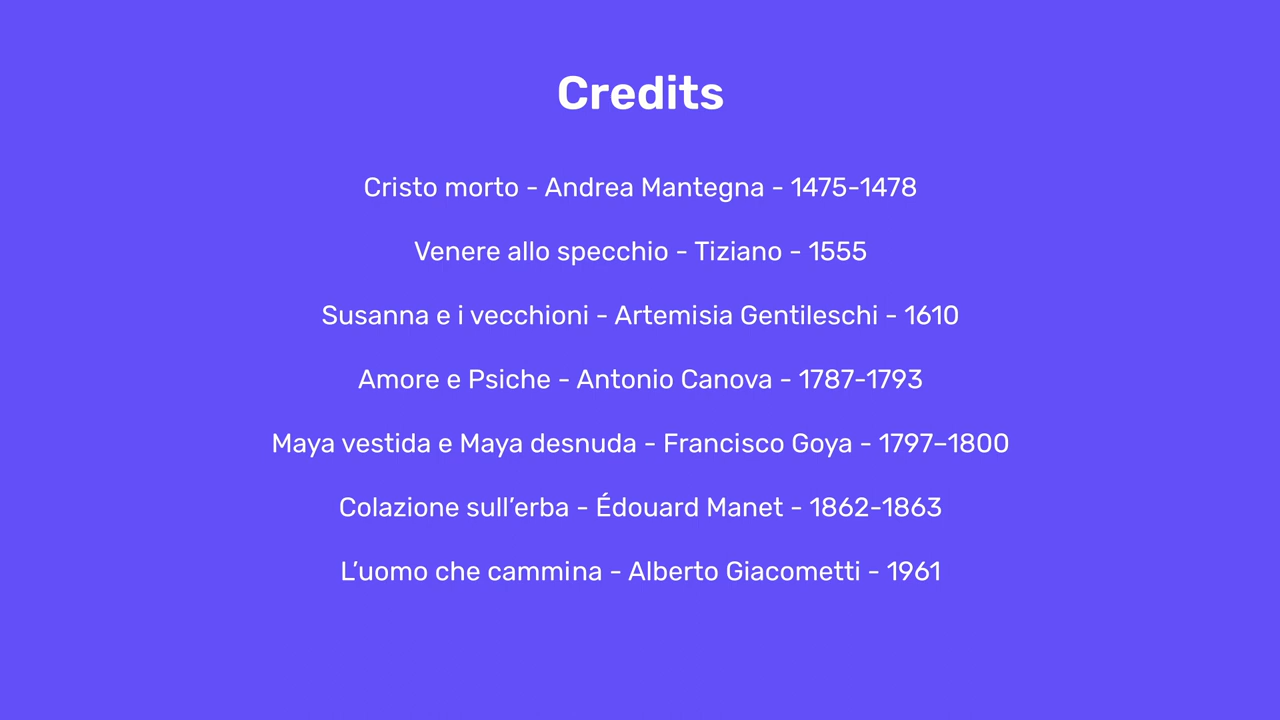 Credits
Cristo morto - Andrea Mantegna - 1475-1478
Venere allo specchio - Tiziano - 1555
Susanna e i vecchioni - Artemisia Gentileschi - 1610
Amore e Psiche - Antonio Canova - 1787-1793
Maya vestida e Maya desnuda - Francisco Goya - 1797–1800
Colazione sull’erba - Édouard Manet - 1862-1863
L’uomo che cammina - Alberto Giacometti - 1961